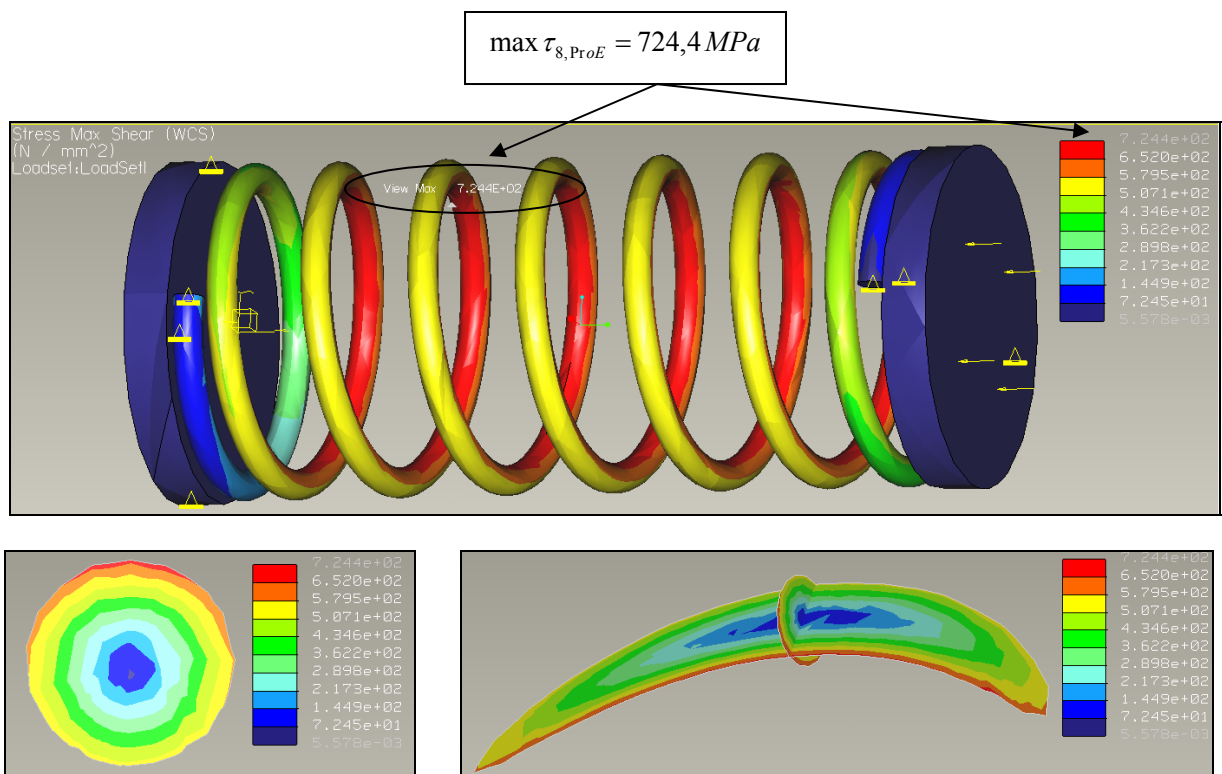 max τ8,ProE = 724,4 MPa
Stress Max Shear (WCS)
(N / mm^2)
Loadset:LoadSet1
View Max 7.244E+02
7.244e+02
6.520e+02
5.795e+02
5.071e+02
4.346e+02
3.622e+02
2.898e+02
2.173e+02
1.449e+02
7.245e+01
5.578e-03
7.244e+02
6.520e+02
5.795e+02
5.071e+02
4.346e+02
3.622e+02
2.898e+02
2.173e+02
1.449e+02
7.245e+01
5.578e-03
7.244e+02
6.520e+02
5.795e+02
5.071e+02
4.346e+02
3.622e+02
2.898e+02
2.173e+02
1.449e+02
7.245e+01
5.578e-03